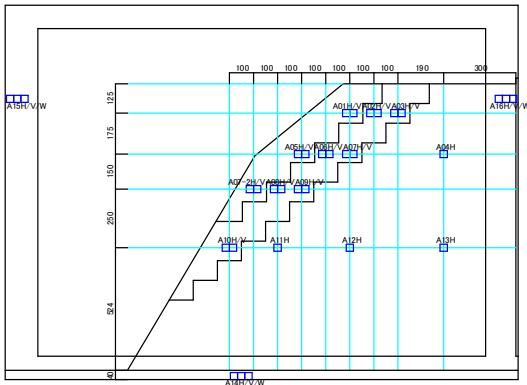 100 100 100 100 100 100 100 190 300
A15H/V/W A16H/V/W
125
A01H/V A02H/V A03H/V
175
A05H/V A06H/V A07H/V A04H
150
A07-2H/V A08H/V A09H/V
250
A10H/V A11H A12H A13H
524
40
A14H/V/W